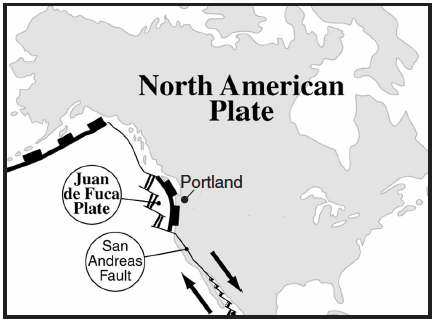 North American
Plate
Juan
de Fuca
Plate
Portland
San
Andreas
Fault